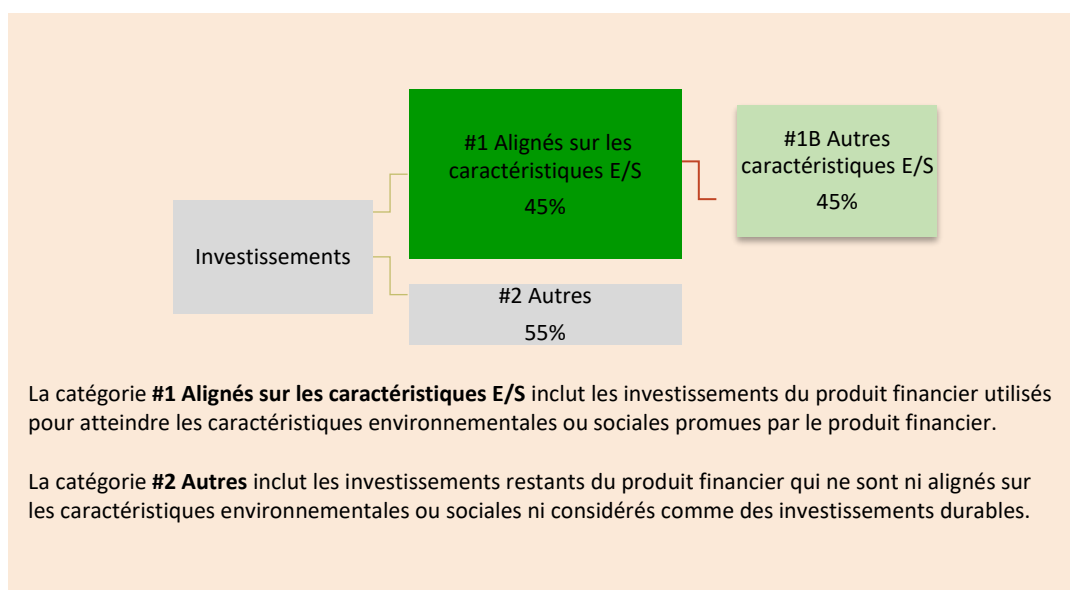 #1 Alignés sur les
caractéristiques E/S
45%
#1B Autres
caractéristiques E/S
45%
Investissements
#2 Autres
55%
La catégorie #1 Alignés sur les caractéristiques E/S inclut les investissements du produit financier utilisés
pour atteindre les caractéristiques environnementales ou sociales promues par le produit financier.
La catégorie #2 Autres inclut les investissements restants du produit financier qui ne sont ni alignés sur
les caractéristiques environnementales ou sociales ni considérés comme des investissements durables.